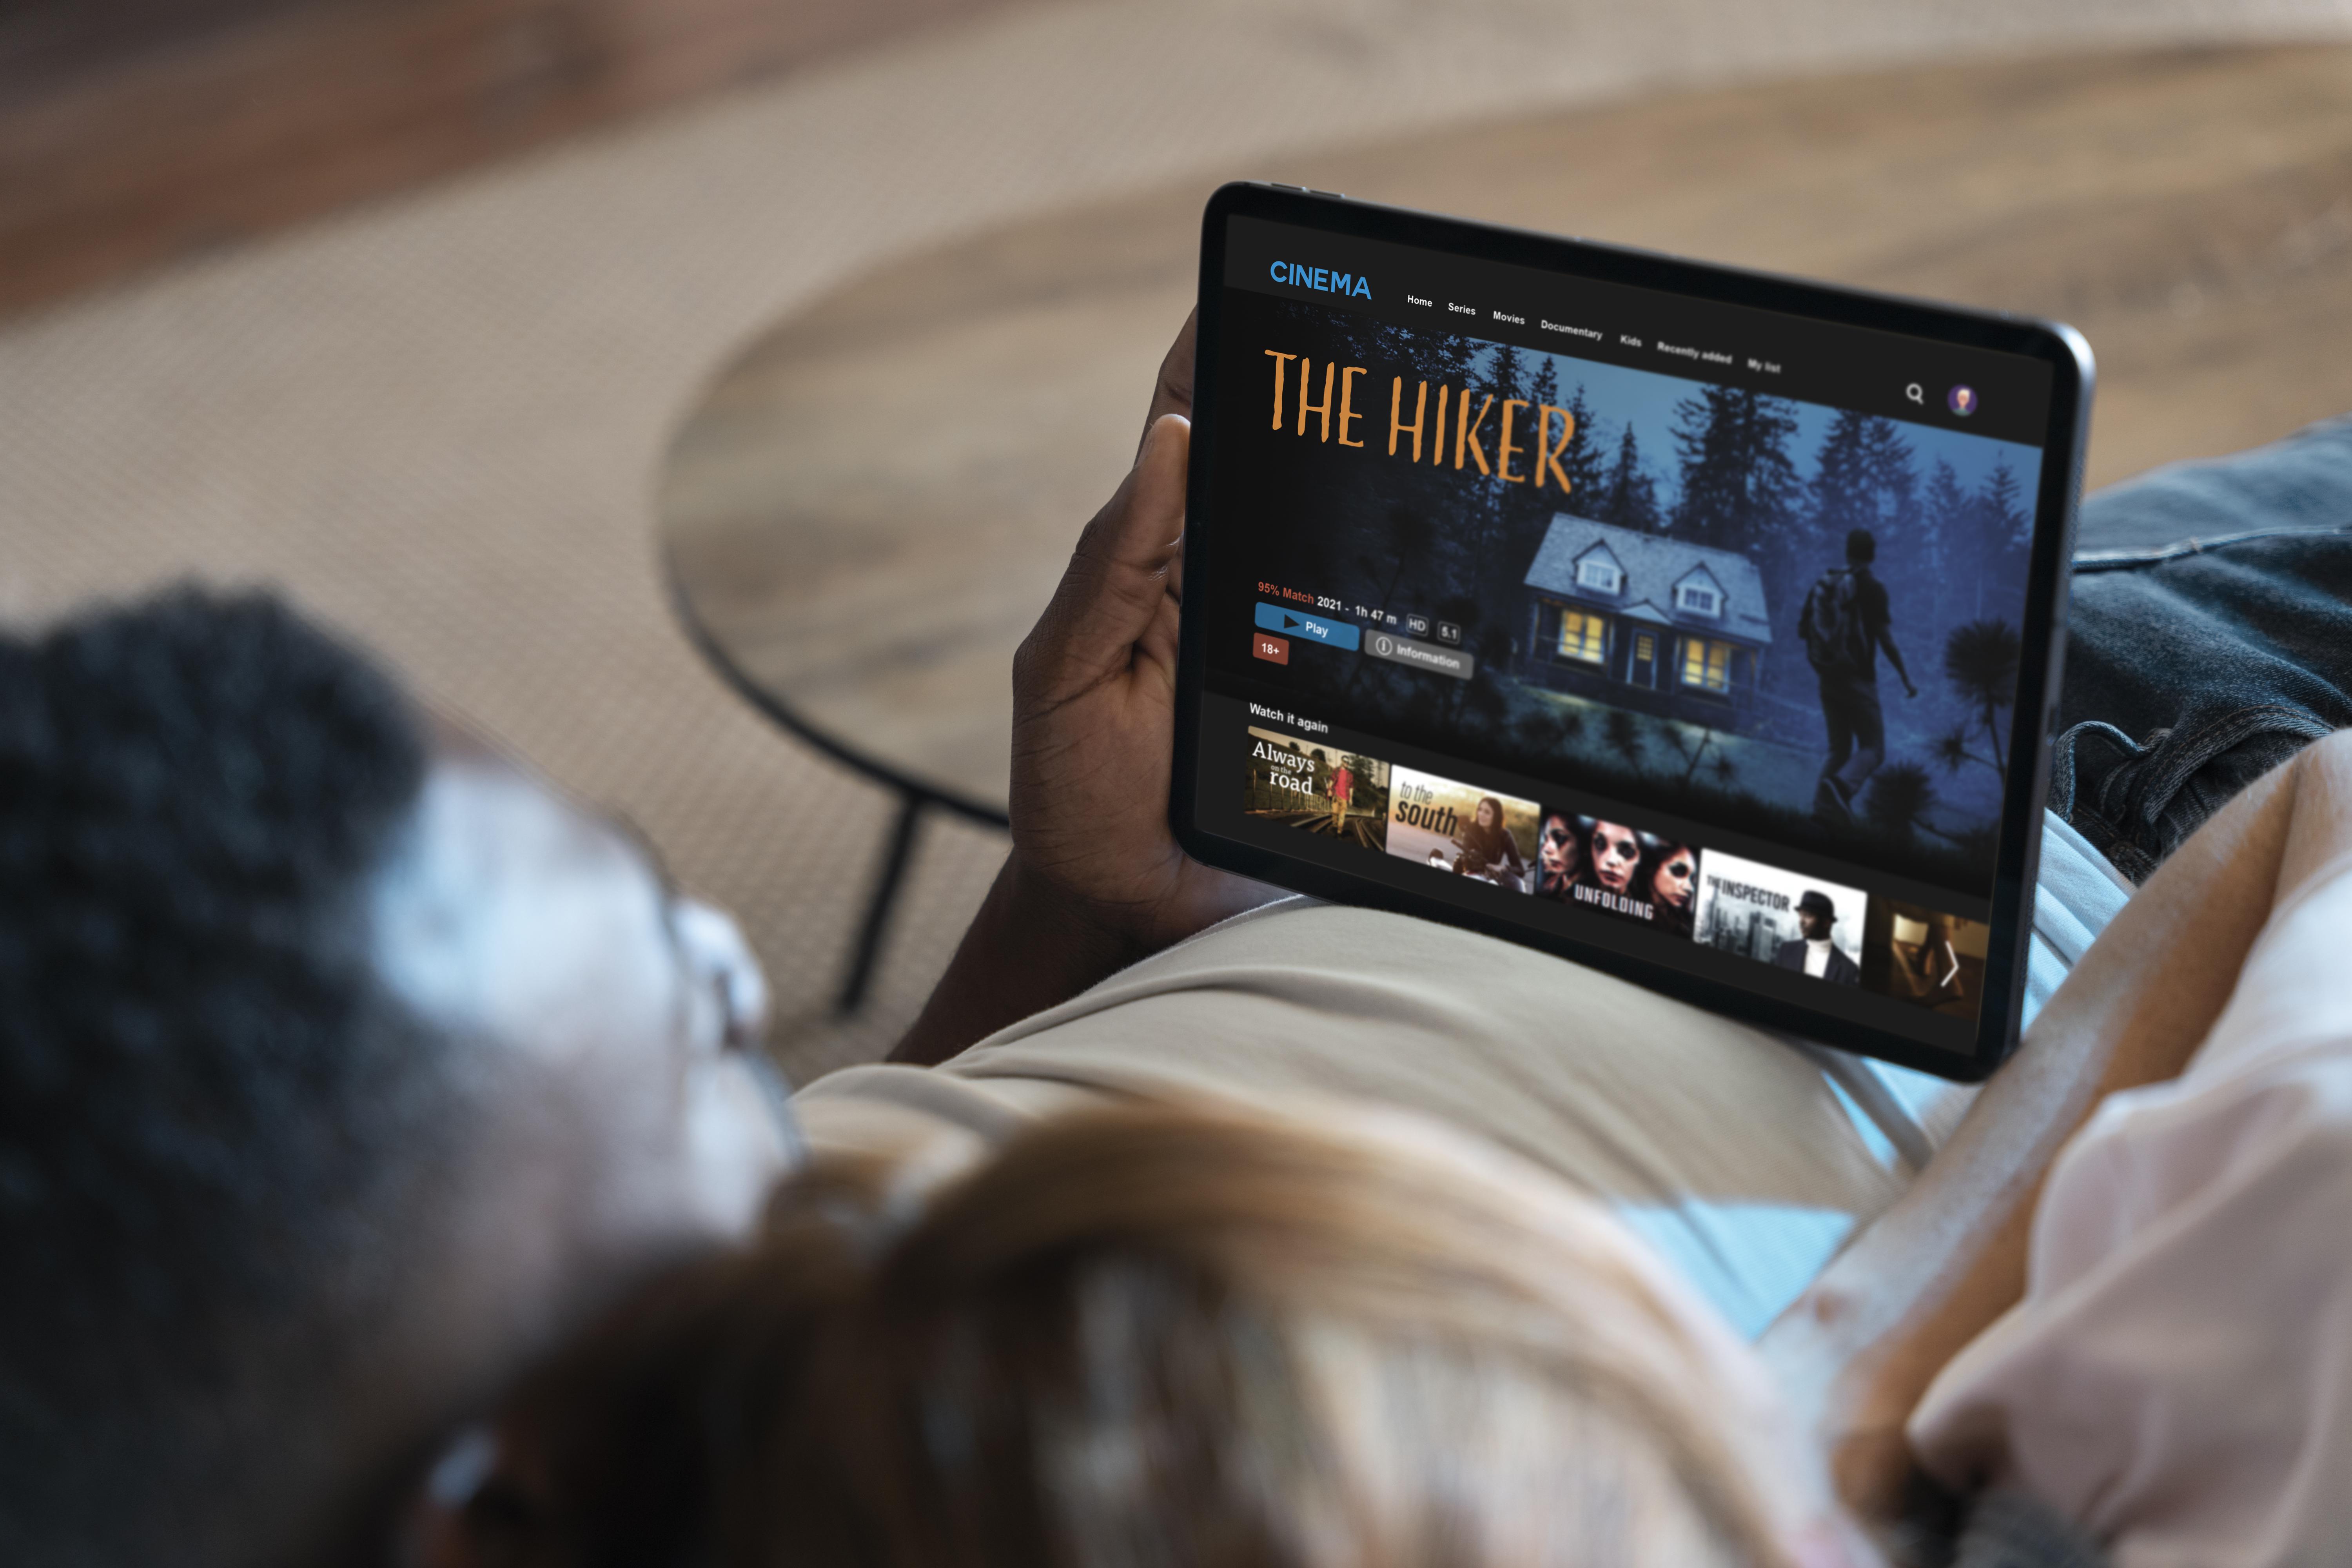 CINEMA
Home Series Movies Documentary Kids Recently added My list
THE HIKER
95% Match 2021 - 1h 47 m HD 5.1
Play Information
18+
Watch it again
Always
on the
road
to the
south
UNFOLDING
THE INSPECTOR